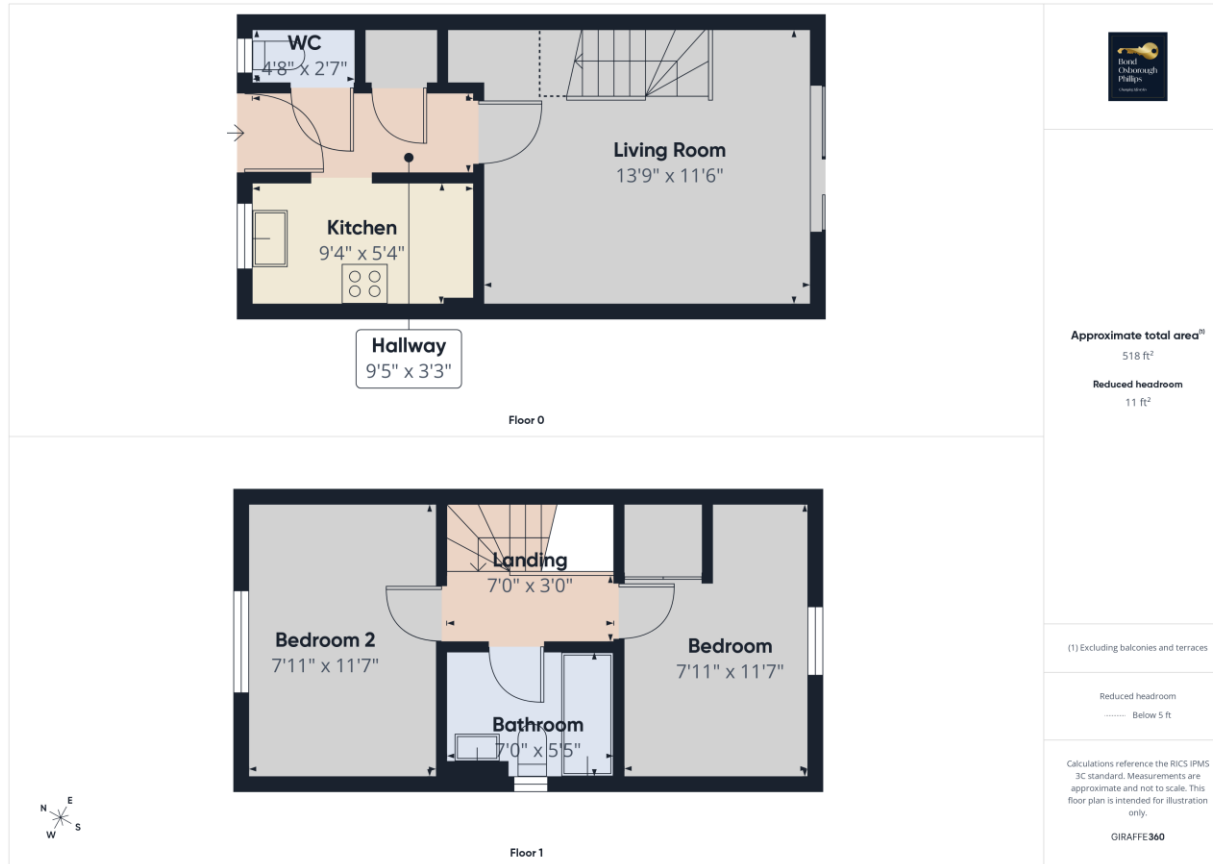 WC
4'8" x 2'7"
Living Room
13'9" x 11'6"
Kitchen
9'4" x 5'4"
Hallway
9'5" x 3'3"
Floor 0
Landing
7'0" x 3'0"
Bedroom 2
7'11" x 11'7"
Bedroom
7'11" x 11'7"
Bathroom
7'0" x 5'5"
N
E
S
W
Floor 1
Bond
Oxborough
Phillips
Approximate total area(1)
518 ft²
Reduced headroom
11 ft²
(1) Excluding balconies and terraces
Reduced headroom
Below 5 ft
Calculations reference the RICS IPMS
3C standard. Measurements are
approximate and not to scale. This
floor plan is intended for illustration
only.
GIRAFFE360